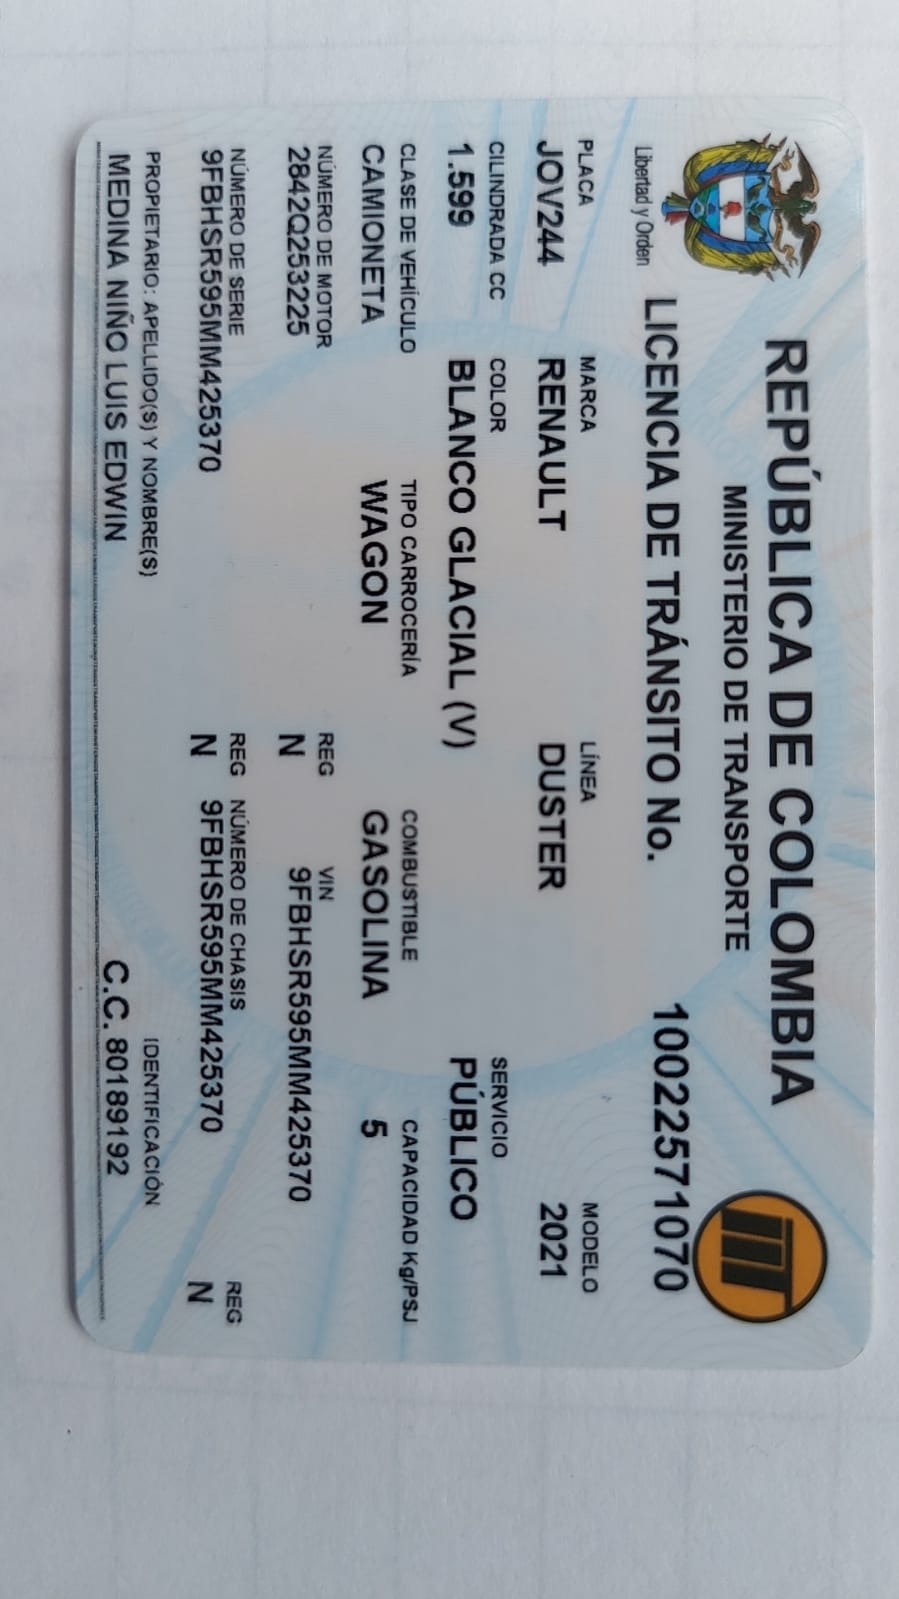 REPÚBLICA DE COLOMBIA
MINISTERIO DE TRANSPORTE
Libertad y Orden
LICENCIA DE TRÁNSITO No. 10022571070
PLACA MARCA LÍNEA MODELO
JOV244 RENAULT DUSTER 2021
CILINDRADA CC COLOR SERVICIO
1.599 BLANCO GLACIAL (V) PÚBLICO
CLASE DE VEHÍCULO TIPO CARROCERÍA COMBUSTIBLE CAPACIDAD Kg/PSJ
CAMIONETA WAGON GASOLINA 5
NÚMERO DE MOTOR REG VIN
2842Q253225 N 9FBHSR595MM425370
NÚMERO DE SERIE REG NÚMERO DE CHASIS REG
9FBHSR595MM425370 N 9FBHSR595MM425370 N
PROPIETARIO: APELLIDO(S) Y NOMBRE(S) IDENTIFICACIÓN
MEDINA NIÑO LUIS EDWIN C.C. 80189192